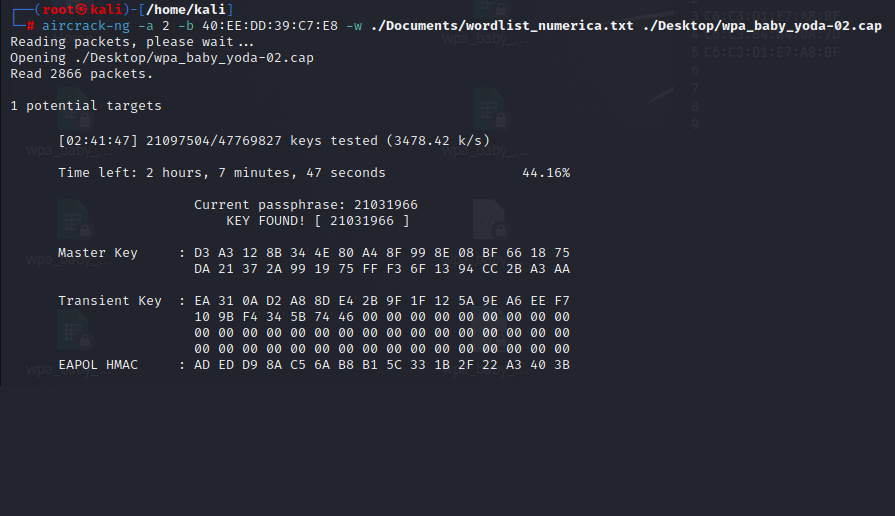 ┌──(root㉿kali)-[/home/kali]
└─# aircrack-ng -a 2 -b 40:EE:DD:39:C7:E8 -w ./Documents/wordlist_numerica.txt ./Desktop/wpa_baby_yoda-02.cap
Reading packets, please wait...
Opening ./Desktop/wpa_baby_yoda-02.cap
Read 2866 packets.
1 potential targets
[02:41:47] 21097504/47769827 keys tested (3478.42 k/s)
Time left: 2 hours, 7 minutes, 47 seconds 44.16%
Current passphrase: 21031966
KEY FOUND! [ 21031966 ]
Master Key : D3 A3 12 8B 34 4E 80 A4 8F 99 8E 08 BF 66 18 75
DA 21 37 2A 99 19 75 FF F3 6F 13 94 CC 2B A3 AA
Transient Key : EA 31 0A D2 A8 8D E4 2B 9F 1F 12 5A 9E A6 EE F7
10 9B F4 34 5B 74 46 00 00 00 00 00 00 00 00 00
00 00 00 00 00 00 00 00 00 00 00 00 00 00 00 00
00 00 00 00 00 00 00 00 00 00 00 00 00 00 00 00
EAPOL HMAC : AD ED D9 8A C5 6A B8 B1 5C 33 1B 2F 22 A3 40 3B